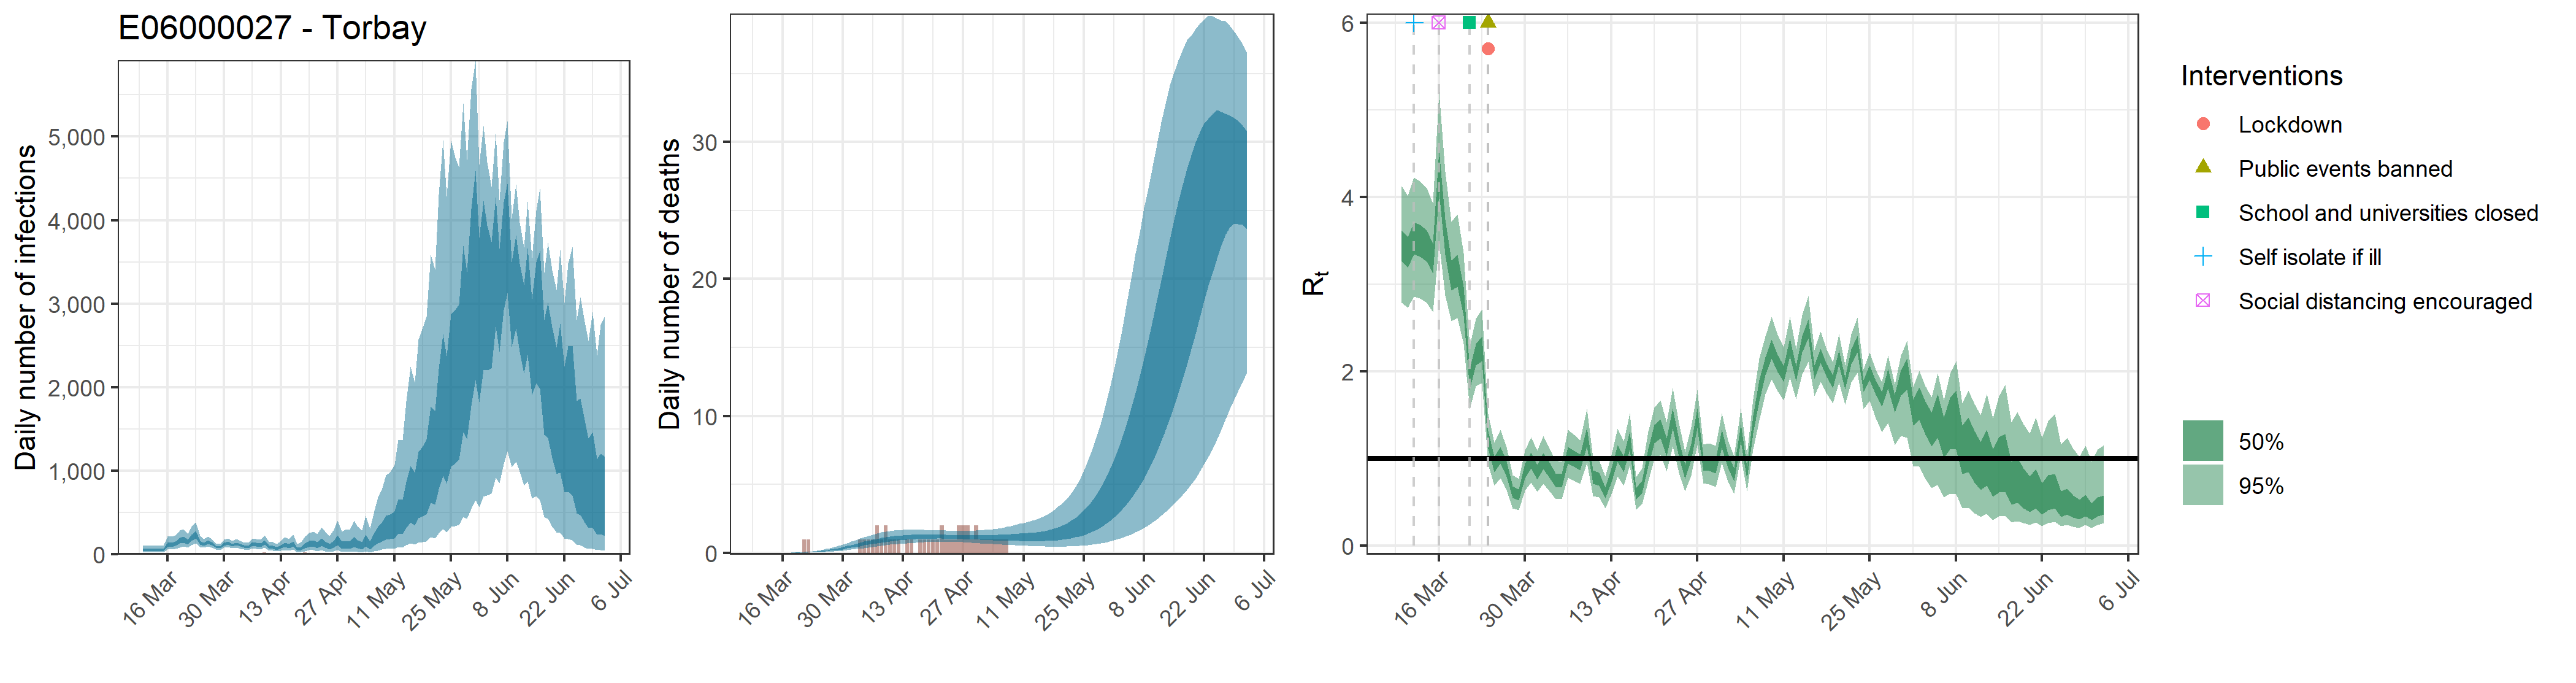 E06000027 - Torbay
Daily number of infections
5,000
4,000
3,000
2,000
1,000
0
16 Mar
30 Mar
13 Apr
27 Apr
11 May
25 May
8 Jun
22 Jun
6 Jul
Daily number of deaths
30
20
10
0
16 Mar
30 Mar
13 Apr
27 Apr
11 May
25 May
8 Jun
22 Jun
6 Jul
Rt
6
4
2
0
16 Mar
30 Mar
13 Apr
27 Apr
11 May
25 May
8 Jun
22 Jun
6 Jul
Interventions
Lockdown
Public events banned
School and universities closed
Self isolate if ill
Social distancing encouraged
50%
95%